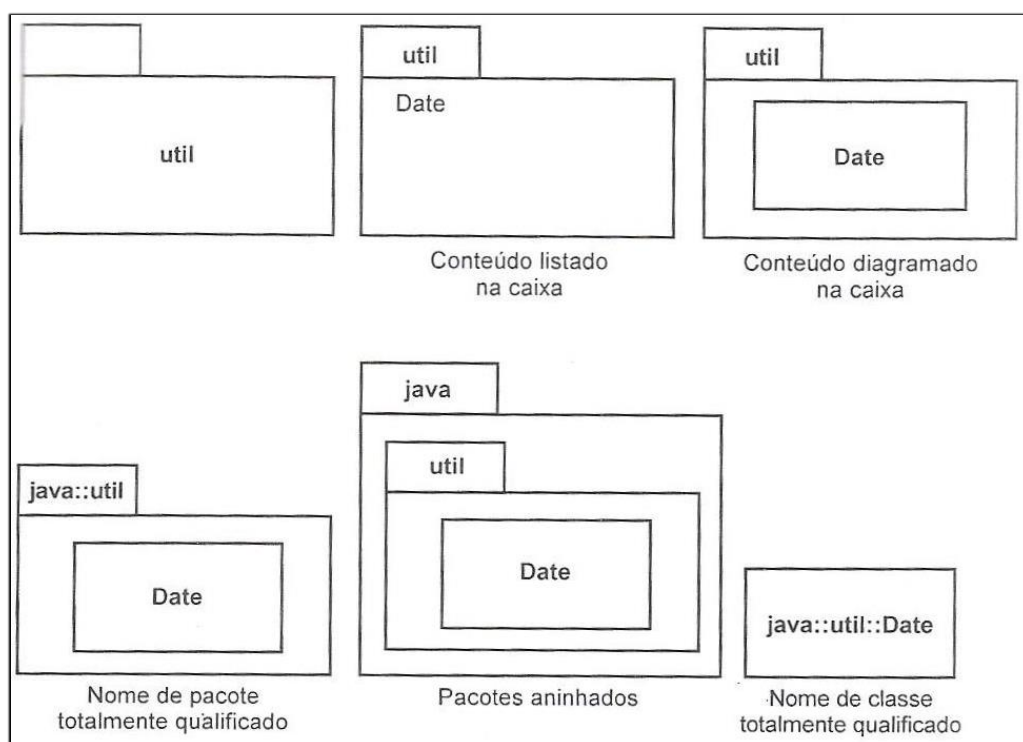 util
util
Date
Conteúdo listado
na caixa
util
Date
Conteúdo diagramado
na caixa
java::util
Date
Nome de pacote
totalmente qualificado
java
util
Date
Pacotes aninhados
java::util::Date
Nome de classe
totalmente qualificado